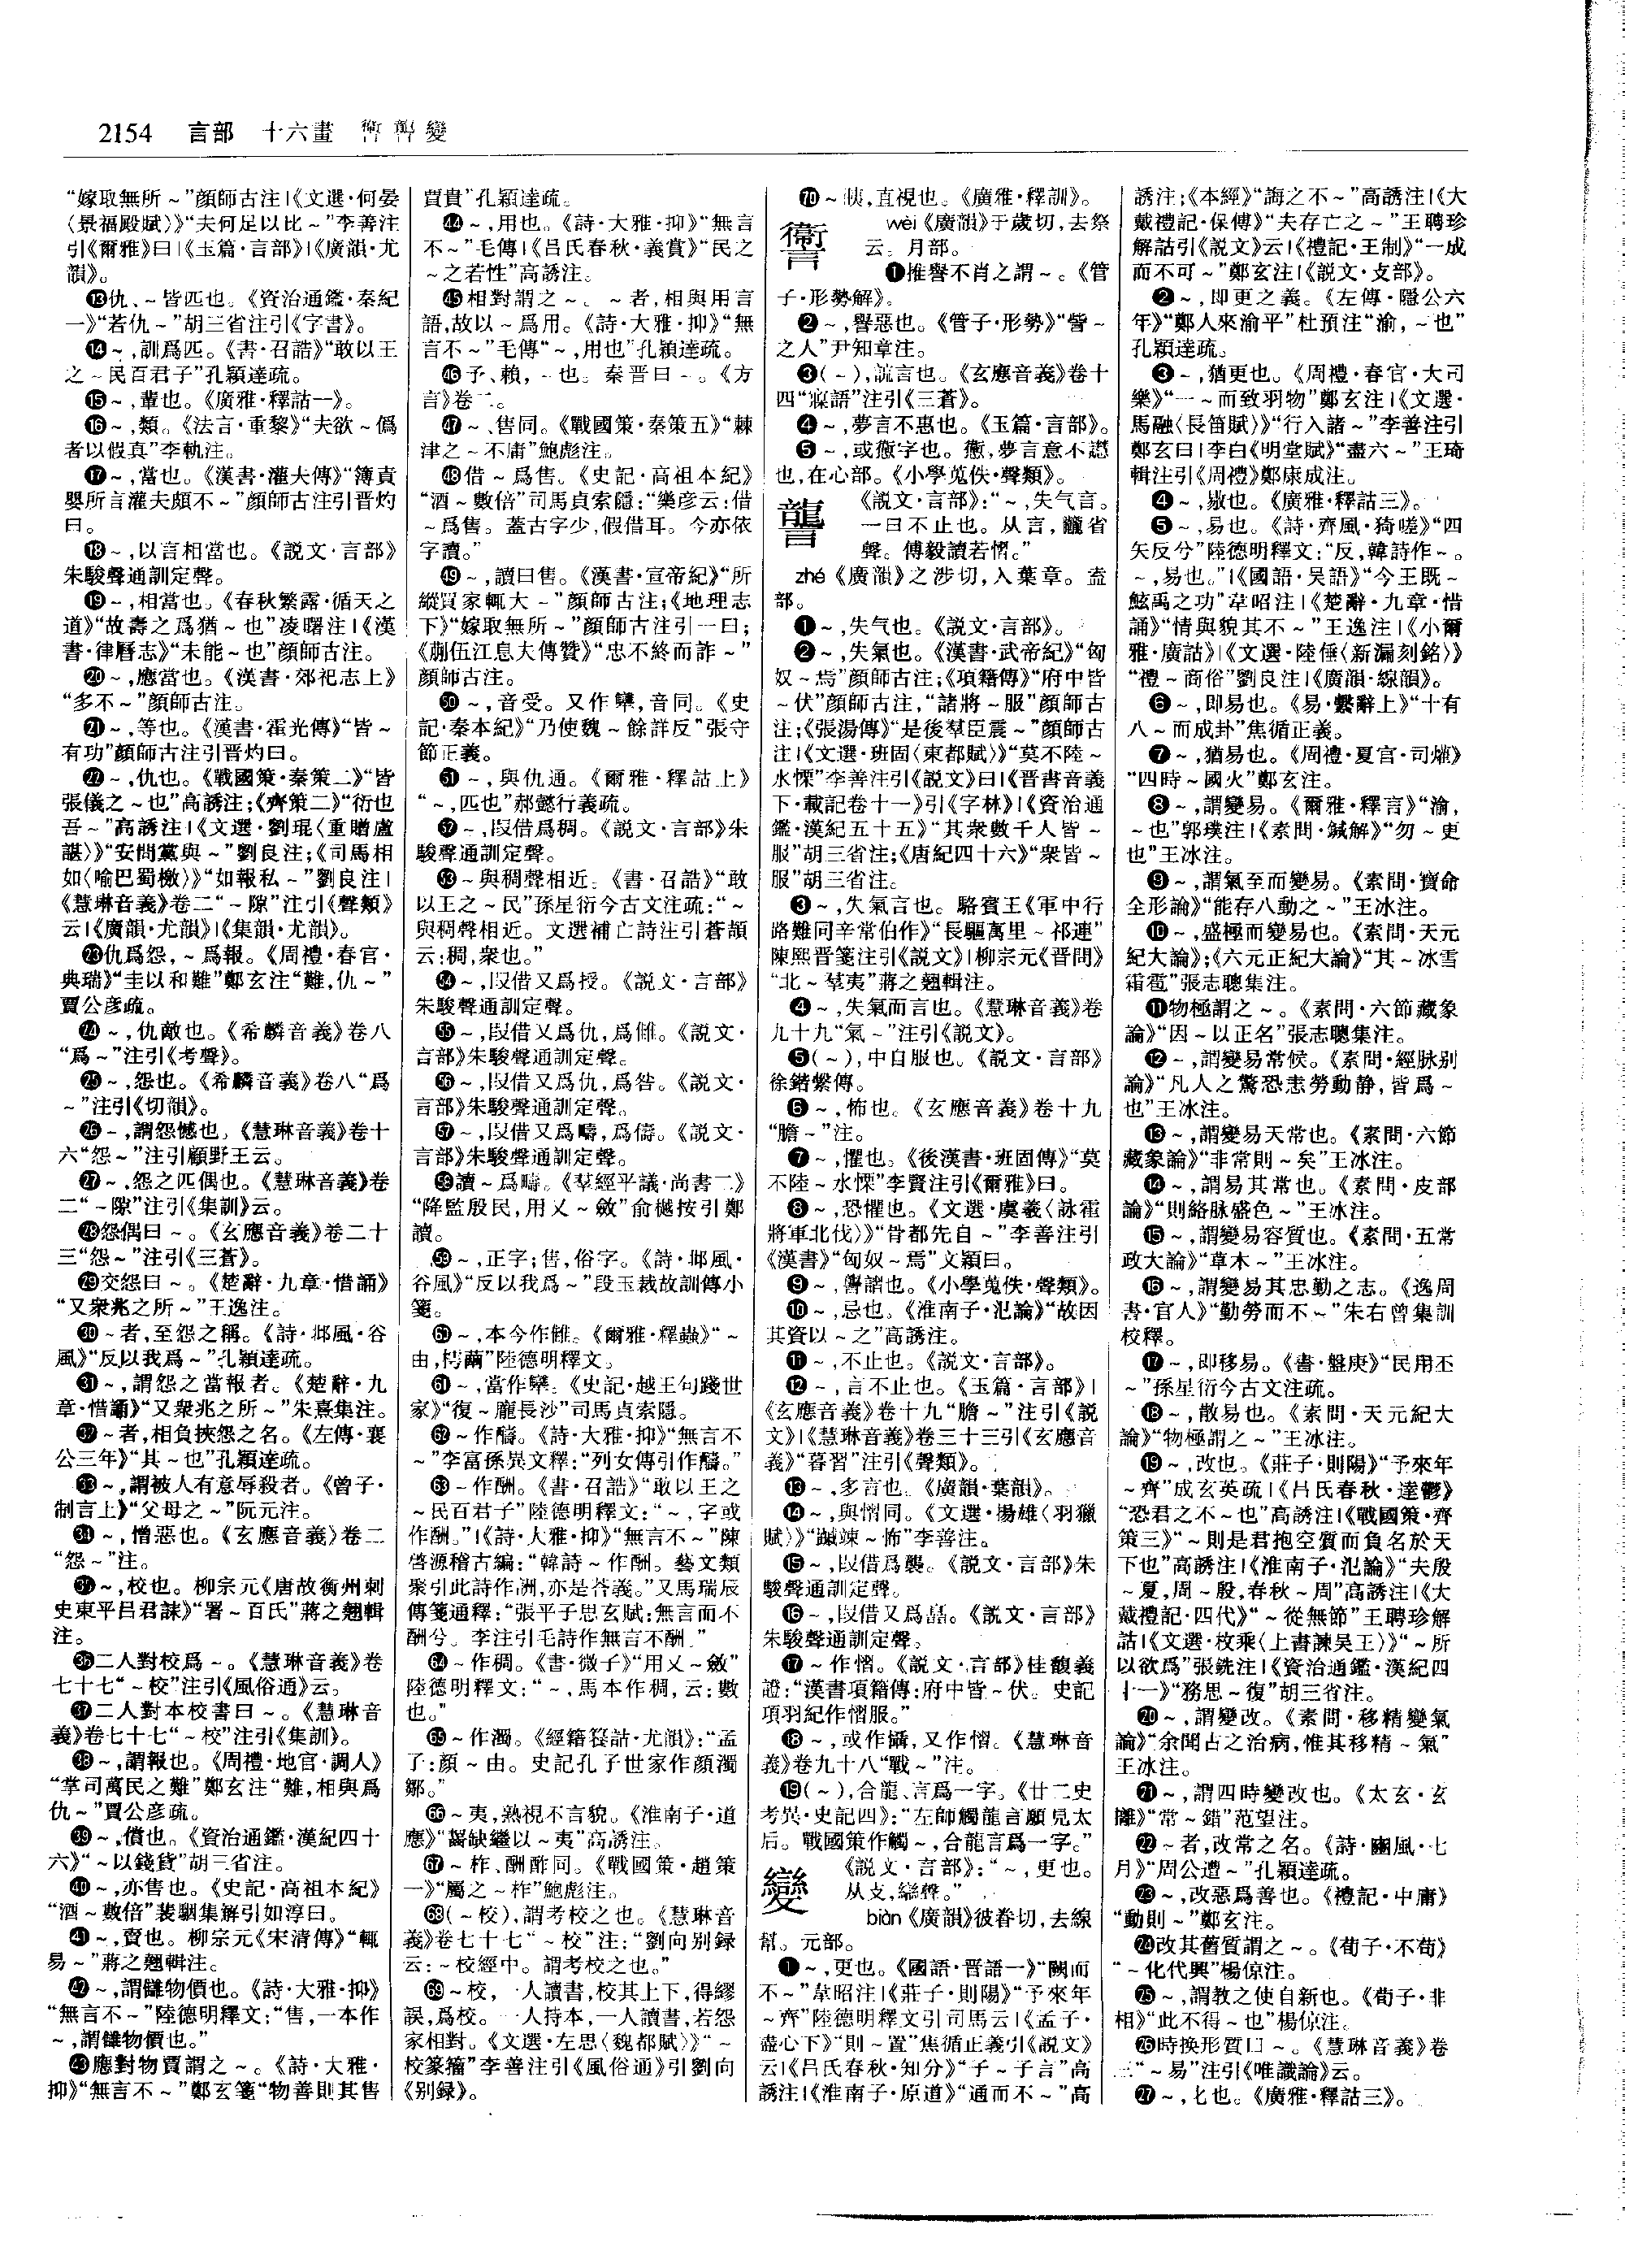 2154 言部 十六畫 䜜讋變
“嫁取無所～”顔師古注|《文選·何晏
〈景福殿賦〉》“夫何足以比～”李善注
引《爾雅》曰|《玉篇·言部》|《廣韻·尤
韻》。
⓭仇、～皆匹也。《資治通鑑·秦紀
一》“若仇～”胡三省注引《字書》。
⓮～,訓爲匹。《書·召誥》“敢以王
之～民百君子”孔穎達疏。
⓯～,輩也。《廣雅·釋詁一》。
⓰～,類。《法言·重黎》“夫欲～僞
者以假真”李軌注。
⓱～,當也。《漢書·灌夫傳》“簿責
嬰所言灌夫頗不～”顔師古注引晋灼
曰。
⓲～,以言相當也。《説文·言部》
朱駿聲通訓定聲。
⓳～,相當也。《春秋繁露·循天之
道》“故壽之爲猶～也”凌曙注|《漢
書·律曆志》“未能～也”顔師古注。
⓴～,應當也。《漢書·郊祀志上》
“多不～”顔師古注。
㉑～,等也。《漢書·霍光傳》“皆～
有功”顔師古注引晋灼曰。
㉒～,仇也。《戰國策·秦策二》“皆
張儀之～也”高誘注;《齊策二》“衍也
吾～”高誘注|《文選·劉琨〈重贈盧
諶〉》“安問黨與～”劉良注;《司馬相
如〈喻巴蜀檄〉》“如報私～”劉良注|
《慧琳音義》卷二“～隙”注引《聲類》
云|《廣韻·尤韻》|《集韻·尤韻》。
㉓仇爲怨,～爲報。《周禮·春官·
典瑞》“圭以和難”鄭玄注“難,仇～”
賈公彦疏。
㉔～,仇敵也。《希麟音義》卷八
“爲～”注引《考聲》。
㉕～,怨也。《希麟音義》卷八“爲
～”注引《切韻》。
㉖～,謂怨憾也。《慧琳音義》卷十
六“怨～”注引顧野王云。
㉗～,怨之匹偶也。《慧琳音義》卷
二“～隙”注引《集訓》云。
㉘怨偶曰～。《玄應音義》卷二十
三“怨～”注引《三蒼》。
㉙交怨曰～。《楚辭·九章·惜誦》
“又衆兆之所～”王逸注。
㉚～者,至怨之稱。《詩·邶風·谷
風》“反以我爲～”孔穎達疏。
㉛～,謂怨之當報者。《楚辭·九
章·惜誦》“又衆兆之所～”朱熹集注。
㉜～者,相負挾怨之名。《左傳·襄
公三年》“其～也”孔穎達疏。
㉝～,謂被人有意辱殺者。《曾子·
制言上》“父母之～”阮元注。
㉞～,憎惡也。《玄應音義》卷二
“怨～”注。
㉟～,校也。柳宗元《唐故衡州刺
史東平吕君誄》“署～百氏”蔣之翹輯
注。
㊱二人對校爲～。《慧琳音義》卷
七十七“～校”注引《風俗通》云。
㊲二人對本校書曰～。《慧琳音
義》卷七十七“～校”注引《集訓》。
㊳～,謂報也。《周禮·地官·調人》
“掌司萬民之難”鄭玄注“難,相與爲
仇～”賈公彦疏。
㊴～,償也。《資治通鑑·漢紀四十
六》“～以錢貨”胡三省注。
㊵～,亦售也。《史記·高祖本紀》
“酒～數倍”裴駰集解引如淳曰。
㊶～,賣也。柳宗元《宋清傳》“輒
易～”蔣之翹輯注。
㊷～,謂讎物價也。《詩·大雅·抑》
“無言不～”陸德明釋文:“售,一本作
～,謂讎物價也。”
㊸應對物賈謂之～。《詩·大雅·
抑》“無言不～”鄭玄箋“物善則其售
賈貴”孔穎達疏。
㊹～,用也。《詩·大雅·抑》“無言
不～”毛傳|《吕氏春秋·義賞》“民之
～之若性”高誘注。
㊺相對謂之～。～者,相與用言
語,故以～爲用。《詩·大雅·抑》“無
言不～”毛傳“～,用也”孔穎達疏。
㊻予、賴,～也。秦晋曰～。《方
言》卷二。
㊼～、售同。《戰國策·秦策五》“棘
津之～不庸”鮑彪注。
㊽借～爲售。《史記·高祖本紀》
“酒～數倍”司馬貞索隱:“樂彦云:借
～爲售。蓋古字少,假借耳。今亦依
字讀。”
㊾～,讀曰售。《漢書·宣帝紀》“所
縱買家輒大～”顔師古注;《地理志
下》“嫁取無所～”顔師古注引一曰;
《蒯伍江息夫傳贊》“忠不終而詐～”
顔師古注。
㊿～,音受。又作犫,音同。《史
記·秦本紀》“乃使魏～餘詳反”張守
節正義。
51～,與仇通。《爾雅·釋詁上》
“～,匹也”郝懿行義疏。
52～,叚借爲稠。《説文·言部》朱
駿聲通訓定聲。
53～與稠聲相近。《書·召誥》“敢
以王之～民”孫星衍今古文注疏:“～
與稠聲相近。文選補亡詩注引蒼頡
云:稠,衆也。”
54～,叚借又爲授。《説文·言部》
朱駿聲通訓定聲。
55～,叚借又爲仇,爲雔。《説文·
言部》朱駿聲通訓定聲。
56～,叚借又爲仇,爲咎。《説文·
言部》朱駿聲通訓定聲。
57～,叚借又爲疇,爲儔。《説文·
言部》朱駿聲通訓定聲。
58讀～爲疇。《羣經平議·尚書二》
“降監殷民,用乂～斂”俞樾按引鄭
讀。
59～,正字;售,俗字。《詩·邶風·
谷風》“反以我爲～”段玉裁故訓傳小
箋。
60～,本今作雔。《爾雅·釋蟲》“～
由,樗繭”陸德明釋文。
61～,當作犫。《史記·越王句踐世
家》“復～龐長沙”司馬貞索隱。
62～作醻。《詩·大雅·抑》“無言不
～”李富孫異文釋:“列女傳引作醻。”
63～作酬。《書·召誥》“敢以王之
～民百君子”陸德明釋文:“～,字或
作酬。”|《詩·大雅·抑》“無言不～”陳
啓源稽古編:“韓詩～作酬。藝文類
聚引此詩作詶,亦是荅義。”又馬瑞辰
傳箋通釋:“張平子思玄賦:無言而不
酬兮。李注引毛詩作無言不酬。”
64～作稠。《書·微子》“用乂～斂”
陸德明釋文:“～,馬本作稠,云:數
也。”
65～作濁。《經籍籑詁·尤韻》:“孟
子:顔～由。史記孔子世家作顔濁
鄒。”
66～夷,熟視不言貌。《淮南子·道
應》“齧缺繼以～夷”高誘注。
67～柞、酬酢同。《戰國策·趙策
一》“屬之～柞”鮑彪注。
68(～校),謂考校之也。《慧琳音
義》卷七十七“～校”注:“劉向别録
云:～校經中。謂考校之也。”
69～校,一人讀書,校其上下,得繆
誤,爲校。一人持本,一人讀書,若怨
家相對。《文選·左思〈魏都賦〉》“～
校篆籀”李善注引《風俗通》引劉向
《别録》。
70～眱,直視也。《廣雅·釋訓》。
䜜
wèi《廣韻》于歲切,去祭
云。月部。
❶推譽不肖之謂～。《管
子·形勢解》。
❷～,譽惡也。《管子·形勢》“訾～
之人”尹知章注。
❸(～),謊言也。《玄應音義》卷十
四“寱語”注引《三蒼》。
❹～,夢言不惠也。《玉篇·言部》。
❺～,或㦣字也。㦣,夢言意不譓
也,在心部。《小學蒐佚·聲類》。
讋
《説文·言部》:“～,失气言。
一曰不止也。从言,龖省
聲。傅毅讀若慴。”
zhé《廣韻》之涉切,入葉章。盍
部。
❶～,失气也。《説文·言部》。
❷～,失氣也。《漢書·武帝紀》“匈
奴～焉”顔師古注;《項籍傳》“府中皆
～伏”顔師古注,“諸將～服”顔師古
注;《張湯傳》“是後羣臣震～”顔師古
注|《文選·班固〈東都賦〉》“莫不陸～
水慄”李善注引《説文》曰|《晋書音義
下·載記卷十一》引《字林》|《資治通
鑑·漢紀五十五》“其衆數千人皆～
服”胡三省注;《唐紀四十六》“衆皆～
服”胡三省注。
❸～,失氣言也。駱賓王《軍中行
路難同辛常伯作》“長驅萬里～祁連”
陳熙晋箋注引《説文》|柳宗元《晋問》
“北～羣夷”蔣之翹輯注。
❹～,失氣而言也。《慧琳音義》卷
九十九“氣～”注引《説文》。
❺(～),中自服也。《説文·言部》
徐鍇繫傳。
❻～,怖也。《玄應音義》卷十九
“膽～”注。
❼～,懼也。《後漢書·班固傳》“莫
不陸～水慄”李賢注引《爾雅》曰。
❽～,恐懼也。《文選·虞羲〈詠霍
將軍北伐〉》“骨都先自～”李善注引
《漢書》“匈奴～焉”文穎曰。
❾～,譸諎也。《小學蒐佚·聲類》。
❿～,忌也。《淮南子·氾論》“故因
其資以～之”高誘注。
⓫～,不止也。《説文·言部》。
⓬～,言不止也。《玉篇·言部》|
《玄應音義》卷十九“膽～”注引《説
文》|《慧琳音義》卷三十三引《玄應音
義》“暮習”注引《聲類》。
⓭～,多言也。《廣韻·葉韻》。
⓮～,與慴同。《文選·揚雄〈羽獵
賦〉》“虣竦～怖”李善注。
⓯～,叚借爲襲。《説文·言部》朱
駿聲通訓定聲。
⓰～,叚借又爲嚞。《説文·言部》
朱駿聲通訓定聲。
⓱～作慴。《説文·言部》桂馥義
證:“漢書項籍傳:府中皆～伏。史記
項羽紀作慴服。”
⓲～,或作懾,又作慴。《慧琳音
義》卷九十八“戰～”注。
⓳(～),合龍、言爲一字。《廿二史
考異·史記四》:“左師觸龍言願見太
后。戰國策作觸～,合龍言爲一字。”
變
《説文·言部》:“～,更也。
从攴,䜌聲。”
biàn《廣韻》彼眷切,去線
幫。元部。
❶～,更也。《國語·晋語一》“闕而
不～”韋昭注|《莊子·則陽》“予來年
～齊”陸德明釋文引司馬云|《孟子·
盡心下》“則～置”焦循正義引《説文》
云|《吕氏春秋·知分》“子～子言”高
誘注|《淮南子·原道》“通而不～”高
誘注;《本經》“誨之不～”高誘注|《大
戴禮記·保傅》“夫存亡之～”王聘珍
解詁引《説文》云|《禮記·王制》“一成
而不可～”鄭玄注|《説文·攴部》。
❷～,即更之義。《左傳·隱公六
年》“鄭人來渝平”杜預注“渝,～也”
孔穎達疏。
❸～,猶更也。《周禮·春官·大司
樂》“一～而致羽物”鄭玄注|《文選·
馬融〈長笛賦〉》“行入諸～”李善注引
鄭玄曰|李白《明堂賦》“盡六～”王琦
輯注引《周禮》鄭康成注。
❹～,敡也。《廣雅·釋詁三》。
❺～,易也。《詩·齊風·猗嗟》“四
矢反兮”陸德明釋文:“反,韓詩作～。
～,易也。”|《國語·吴語》“今王既～
鮌禹之功”韋昭注|《楚辭·九章·惜
誦》“情與貌其不～”王逸注|《小爾
雅·廣詁》|《文選·陸倕〈新漏刻銘〉》
“禮～商俗”劉良注|《廣韻·線韻》。
❻～,即易也。《易·繫辭上》“十有
八～而成卦”焦循正義。
❼～,猶易也。《周禮·夏官·司爟》
“四時～國火”鄭玄注。
❽～,謂變易。《爾雅·釋言》“渝,
～也”郭璞注|《素問·鍼解》“勿～更
也”王冰注。
❾～,謂氣至而變易。《素問·寶命
全形論》“能存八動之～”王冰注。
❿～,盛極而變易也。《素問·天元
紀大論》;《六元正紀大論》“其～冰雪
霜雹”張志聰集注。
⓫物極謂之～。《素問·六節藏象
論》“因～以正名”張志聰集注。
⓬～,謂變易常候。《素問·經脉别
論》“凡人之驚恐恚勞動静,皆爲～
也”王冰注。
⓭～,謂變易天常也。《素問·六節
藏象論》“非常則～矣”王冰注。
⓮～,謂易其常也。《素問·皮部
論》“則絡脉盛色～”王冰注。
⓯～,謂變易容質也。《素問·五常
政大論》“草木～”王冰注。
⓰～,謂變易其忠勤之志。《逸周
書·官人》“勤勞而不～”朱右曾集訓
校釋。
⓱～,即移易。《書·盤庚》“民用丕
～”孫星衍今古文注疏。
⓲～,散易也。《素問·天元紀大
論》“物極謂之～”王冰注。
⓳～,改也。《莊子·則陽》“予來年
～齊”成玄英疏|《吕氏春秋·達鬱》
“恐君之不～也”高誘注|《戰國策·齊
策三》“～則是君抱空質而負名於天
下也”高誘注|《淮南子·氾論》“夫殷
～夏,周～殷,春秋～周”高誘注|《大
戴禮記·四代》“～從無節”王聘珍解
詁|《文選·枚乘〈上書諫吴王〉》“～所
以欲爲”張銑注|《資治通鑑·漢紀四
十一》“務思～復”胡三省注。
⓴～,謂變改。《素問·移精變氣
論》“余聞古之治病,惟其移精～氣”
王冰注。
㉑～,謂四時變改也。《太玄·玄
離》“常～錯”范望注。
㉒～者,改常之名。《詩·豳風·七
月》“周公遭～”孔穎達疏。
㉓～,改惡爲善也。《禮記·中庸》
“動則～”鄭玄注。
㉔改其舊質謂之～。《荀子·不苟》
“～化代興”楊倞注。
㉕～,謂教之使自新也。《荀子·非
相》“此不得～也”楊倞注。
㉖時換形質曰～。《慧琳音義》卷
三“～易”注引《唯識論》云。
㉗～,匕也。《廣雅·釋詁三》。